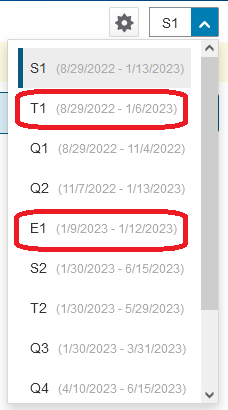 S1
S1 (8/29/2022 - 1/13/2023)
T1 (8/29/2022 - 1/6/2023)
Q1 (8/29/2022 - 11/4/2022)
Q2 (11/7/2022 - 1/13/2023)
E1 (1/9/2023 - 1/12/2023)
S2 (1/30/2023 - 6/15/2023)
T2 (1/30/2023 - 5/29/2023)
Q3 (1/30/2023 - 3/31/2023)
Q4 (4/10/2023 - 6/15/2023)